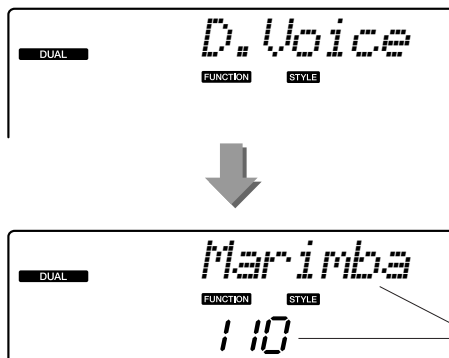 D.Voice
DUAL
FUNCTION STYLE
Marimba
DUAL
FUNCTION STYLE
110